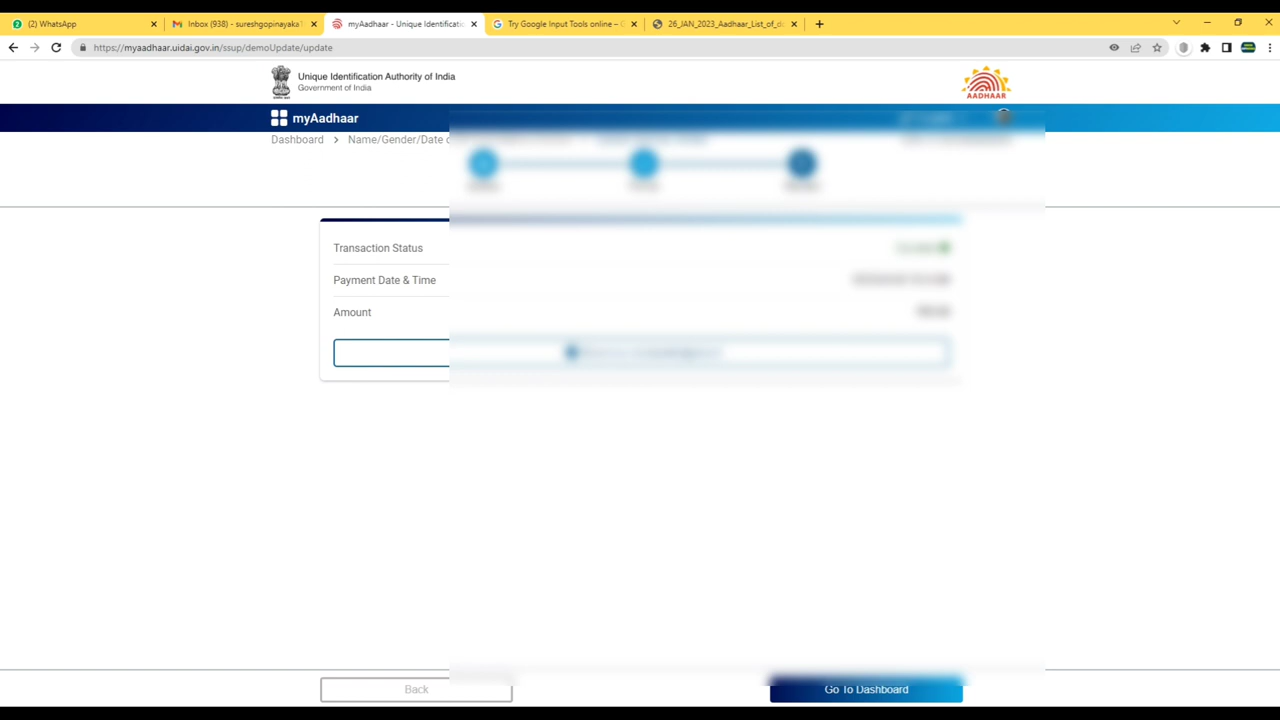 (2) WhatsApp
Inbox (938) - sureshgopinayaka
myAadhaar - Unique Identificatio
Try Google Input Tools online –
26_JAN_2023_Aadhaar_List_of_d
https://myaadhaar.uidai.gov.in/ssup/demoUpdate/update
Unique Identification Authority of India
Government of India
AADHAAR
myAadhaar
Dashboard > Name/Gender/Date
Transaction Status
Payment Date & Time
Amount
Back
Go To Dashboard